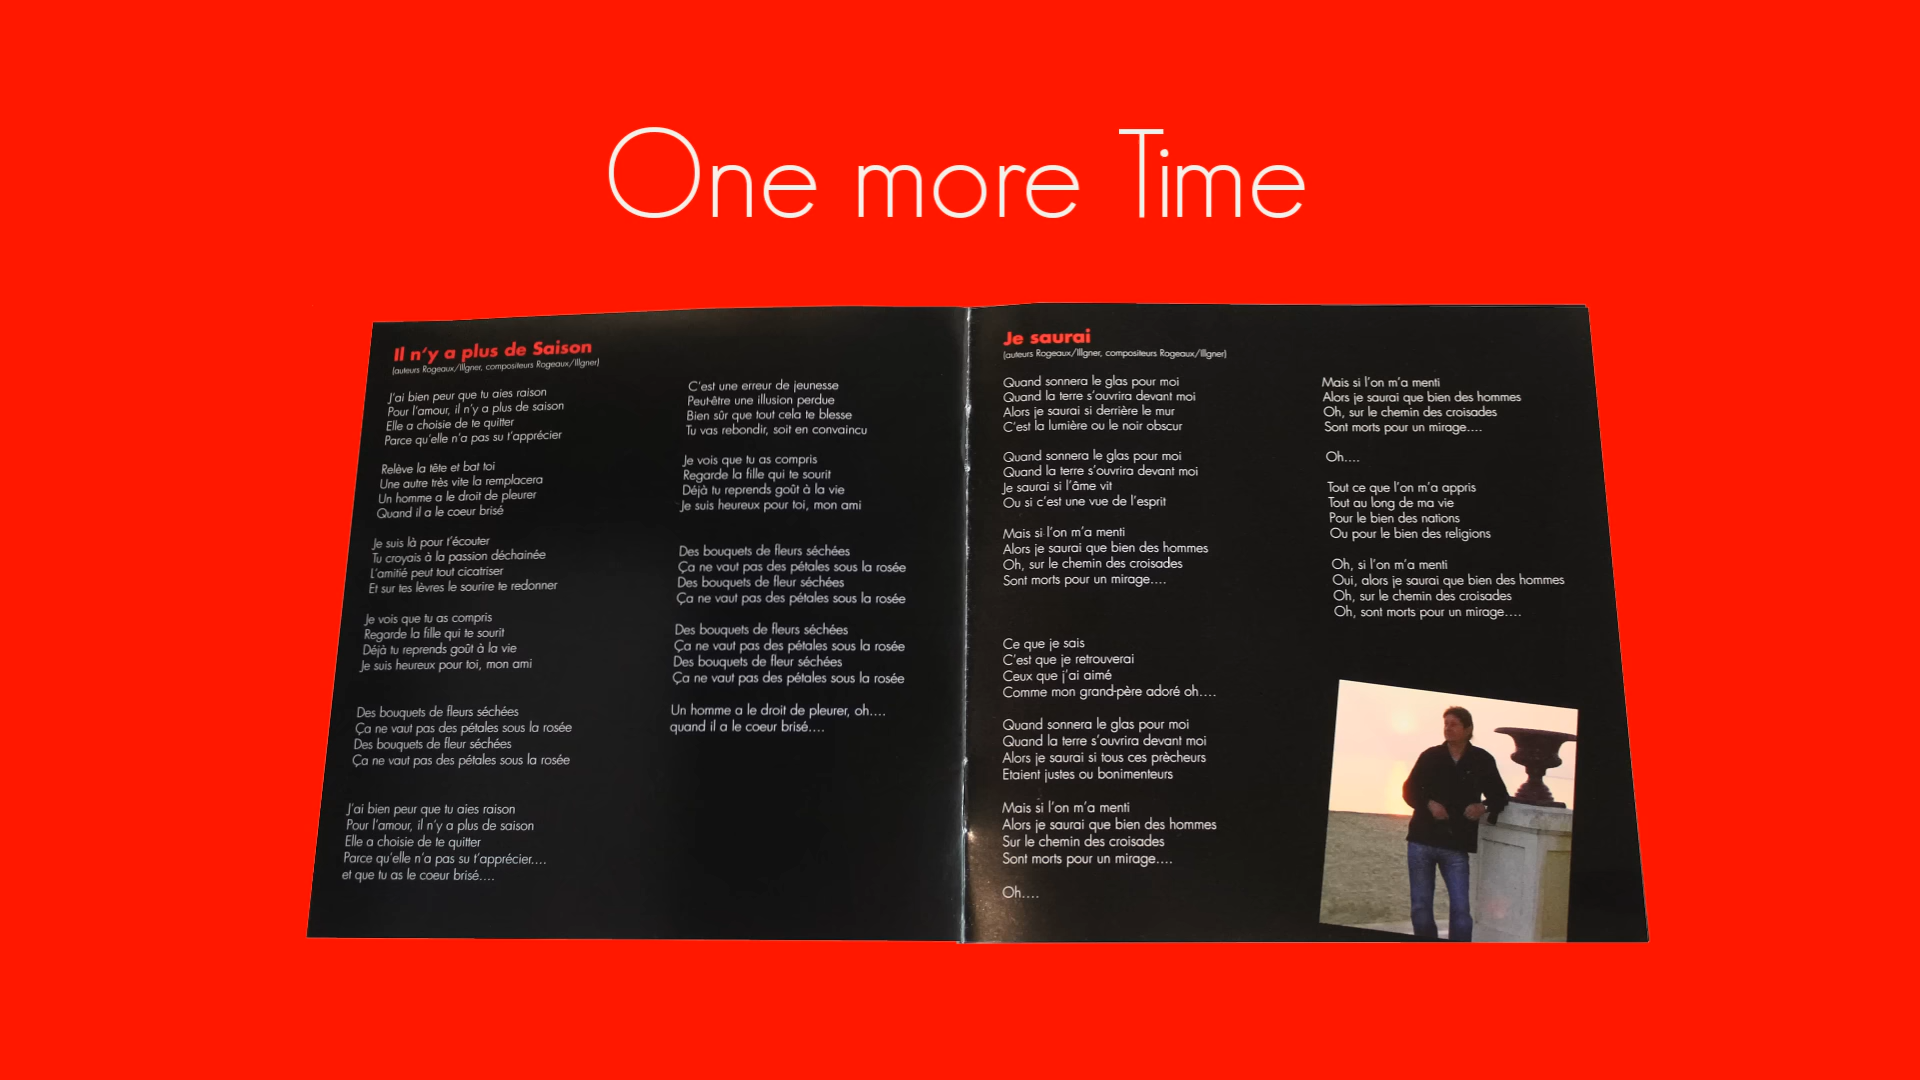 One more Time
Il n'y a plus de Saison
(auteurs Rogeaux/Illgner, compositeurs Rogeaux/Illgner)
J'ai bien peur que tu aies raison
Pour l'amour, il n'y a plus de saison
Elle a choisie de te quitter
Parce qu'elle n'a pas su t'apprécier
Relève la tête et bat toi
Une autre très vite la remplacera
Un homme a le droit de pleurer
Quand il a le coeur brisé
Je suis là pour t'écouter
Tu croyais à la passion déchainée
L'amitié peut tout cicatriser
Et sur tes lèvres le sourire te redonner
Je vois que tu as compris
Regarde la fille qui te sourit
Déjà tu reprends goût à la vie
Je suis heureux pour toi, mon ami
Des bouquets de fleurs séchées
Ça ne vaut pas des pétales sous la rosée
Des bouquets de fleur séchées
Ça ne vaut pas des pétales sous la rosée
J'ai bien peur que tu aies raison
Pour l'amour, il n'y a plus de saison
Elle a choisie de te quitter
Parce qu'elle n'a pas su t'apprécier....
et que tu as le coeur brisé....
C'est une erreur de jeunesse
Peut-être une illusion perdue
Bien sûr que tout cela te blesse
Tu vas rebondir, soit en convaincu
Je vois que tu as compris
Regarde la fille qui te sourit
Déjà tu reprends goût à la vie
Je suis heureux pour toi, mon ami
Des bouquets de fleurs séchées
Ça ne vaut pas des pétales sous la rosée
Des bouquets de fleur séchées
Ça ne vaut pas des pétales sous la rosée
Des bouquets de fleurs séchées
Ça ne vaut pas des pétales sous la rosée
Des bouquets de fleur séchées
Ça ne vaut pas des pétales sous la rosée
Un homme a le droit de pleurer, oh....
quand il a le coeur brisé....
Je saurai
(auteurs Rogeaux/Illgner, compositeurs Rogeaux/Illgner)
Quand sonnera le glas pour moi
Quand la terre s'ouvrira devant moi
Alors je saurai si derrière le mur
C'est la lumière ou le noir obscur
Quand sonnera le glas pour moi
Quand la terre s'ouvrira devant moi
Je saurai si l'âme vit
Ou si c'est une vue de l'esprit
Mais si l'on m'a menti
Alors je saurai que bien des hommes
Oh, sur le chemin des croisades
Sont morts pour un mirage....
Ce que je sais
C'est que je retrouverai
Ceux que j'ai aimé
Comme mon grand-père adoré oh....
Quand sonnera le glas pour moi
Quand la terre s'ouvrira devant moi
Alors je saurai si tous ces prècheurs
Etaient justes ou bonimenteurs
Mais si l'on m'a menti
Alors je saurai que bien des hommes
Sur le chemin des croisades
Sont morts pour un mirage....
Oh....
Mais si l'on m'a menti
Alors je saurai que bien des hommes
Oh, sur le chemin des croisades
Sont morts pour un mirage....
Oh....
Tout ce que l'on m'a appris
Tout au long de ma vie
Pour le bien des nations
Ou pour le bien des religions
Oh, si l'on m'a menti
Oui, alors je saurai que bien des hommes
Oh, sur le chemin des croisades
Oh, sont morts pour un mirage....